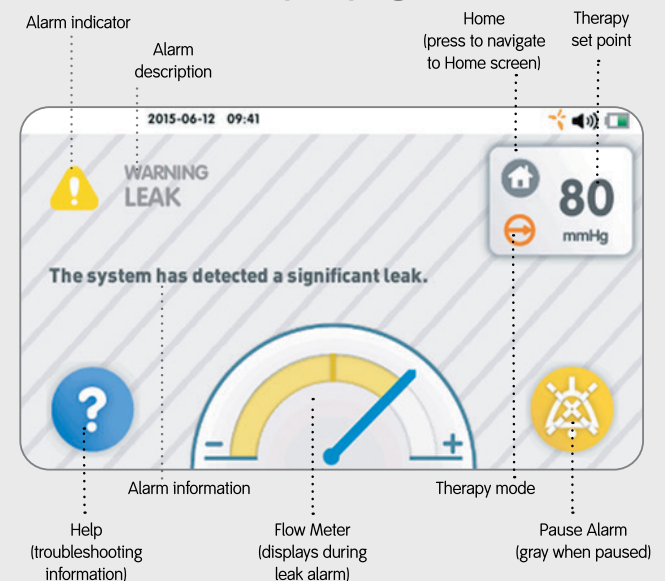 Alarm indicator
Alarm
description
Home
(press to navigate
to Home screen)
Therapy
set point
2015-06-12 09:41
WARNING
LEAK
80
mmHg
The system has detected a significant leak.
?
- +
Alarm information
Therapy mode
Help
(troubleshooting
information)
Flow Meter
(displays during
leak alarm)
Pause Alarm
(gray when paused)